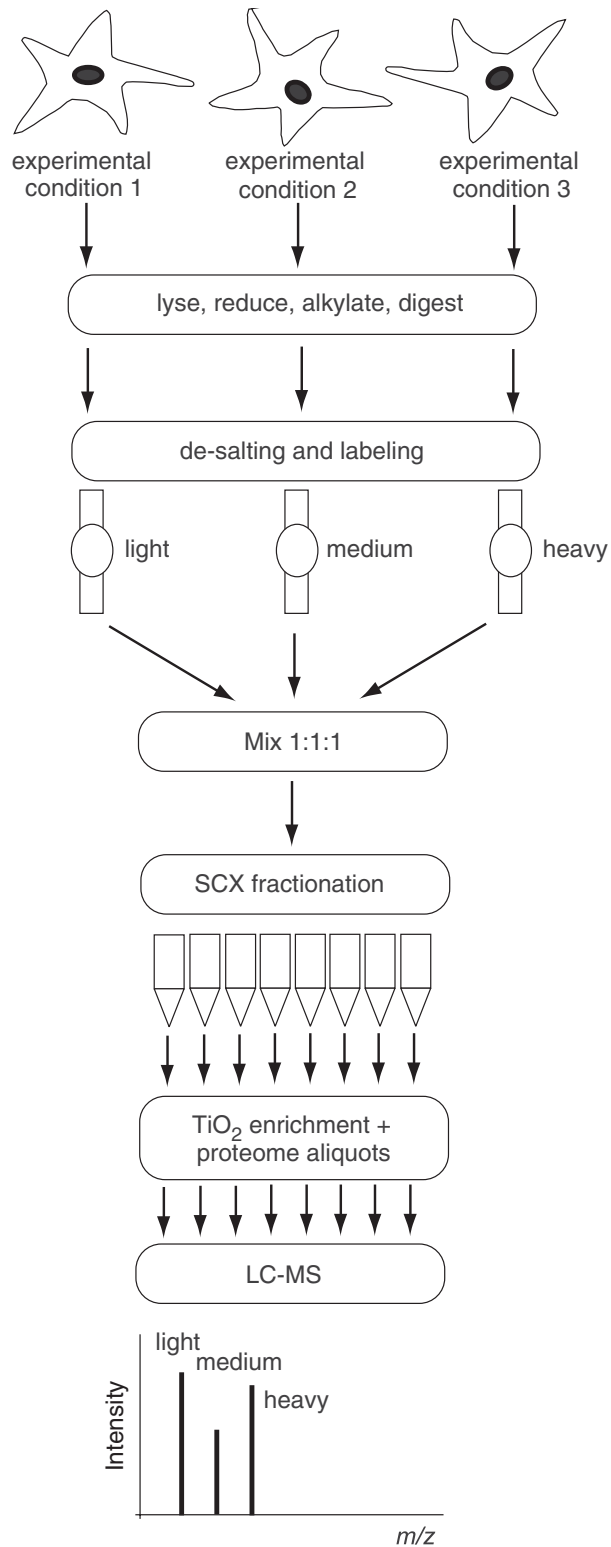 experimental
condition 1
experimental
condition 2
experimental
condition 3
lyse, reduce, alkylate, digest
de-salting and labeling
light
medium
heavy
Mix 1:1:1
SCX fractionation
TiO2 enrichment +
proteome aliquots
LC-MS
light
medium
heavy
Intensity
m/z